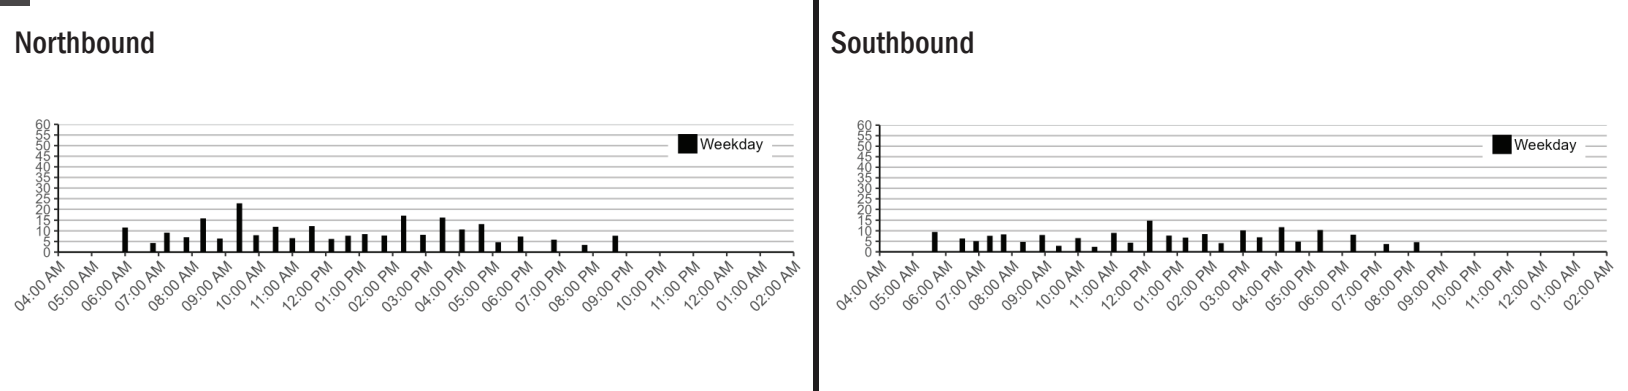 Northbound
60
55
50
45
40
35
30
25
20
15
10
5
0
Weekday
04:00 AM
05:00 AM
06:00 AM
07:00 AM
08:00 AM
09:00 AM
10:00 AM
11:00 AM
12:00 PM
01:00 PM
02:00 PM
03:00 PM
04:00 PM
05:00 PM
06:00 PM
07:00 PM
08:00 PM
09:00 PM
10:00 PM
11:00 PM
12:00 AM
01:00 AM
02:00 AM
Southbound
60
55
50
45
40
35
30
25
20
15
10
5
0
Weekday
04:00 AM
05:00 AM
06:00 AM
07:00 AM
08:00 AM
09:00 AM
10:00 AM
11:00 AM
12:00 PM
01:00 PM
02:00 PM
03:00 PM
04:00 PM
05:00 PM
06:00 PM
07:00 PM
08:00 PM
09:00 PM
10:00 PM
11:00 PM
12:00 AM
01:00 AM
02:00 AM